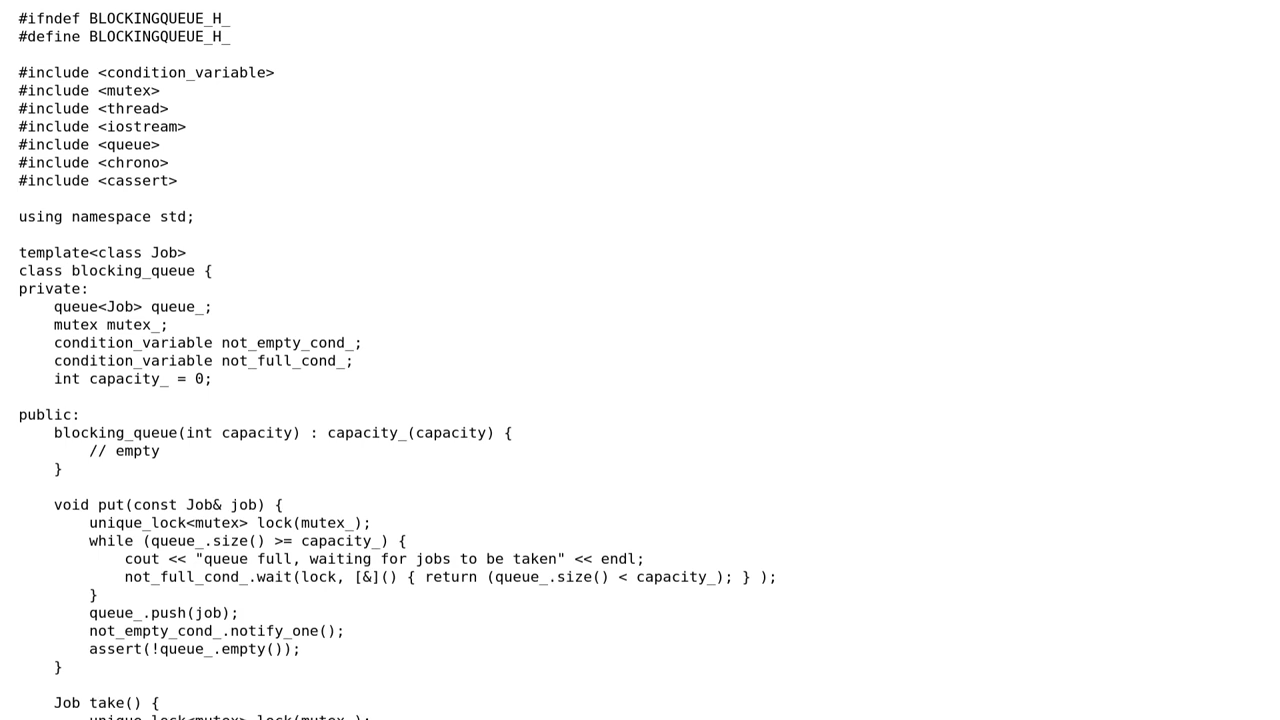 #ifndef BLOCKINGQUEUE_H_
#define BLOCKINGQUEUE_H_

#include <condition_variable>
#include <mutex>
#include <thread>
#include <iostream>
#include <queue>
#include <chrono>
#include <cassert>

using namespace std;

template<class Job>
class blocking_queue {
private:
    queue<Job> queue_;
    mutex mutex_;
    condition_variable not_empty_cond_;
    condition_variable not_full_cond_;
    int capacity_ = 0;

public:
    blocking_queue(int capacity) : capacity_(capacity) {
        // empty
    }

    void put(const Job& job) {
        unique_lock<mutex> lock(mutex_);
        while (queue_.size() >= capacity_) {
            cout << "queue full, waiting for jobs to be taken" << endl;
            not_full_cond_.wait(lock, [&]() { return (queue_.size() < capacity_); } );
        }
        queue_.push(job);
        not_empty_cond_.notify_one();
        assert(!queue_.empty());
    }

    Job take() {
        unique_lock<mutex> lock(mutex_);